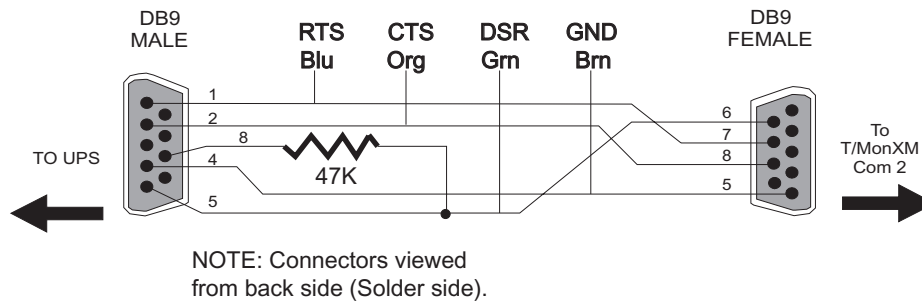 DB9
MALE
RTS
Blu
CTS
Org
DSR
Grn
GND
Brn
DB9
FEMALE
1
2
8
4
5
47K
6
7
8
5
TO UPS
To
T/MonXM
Com 2
NOTE: Connectors viewed
from back side (Solder side).